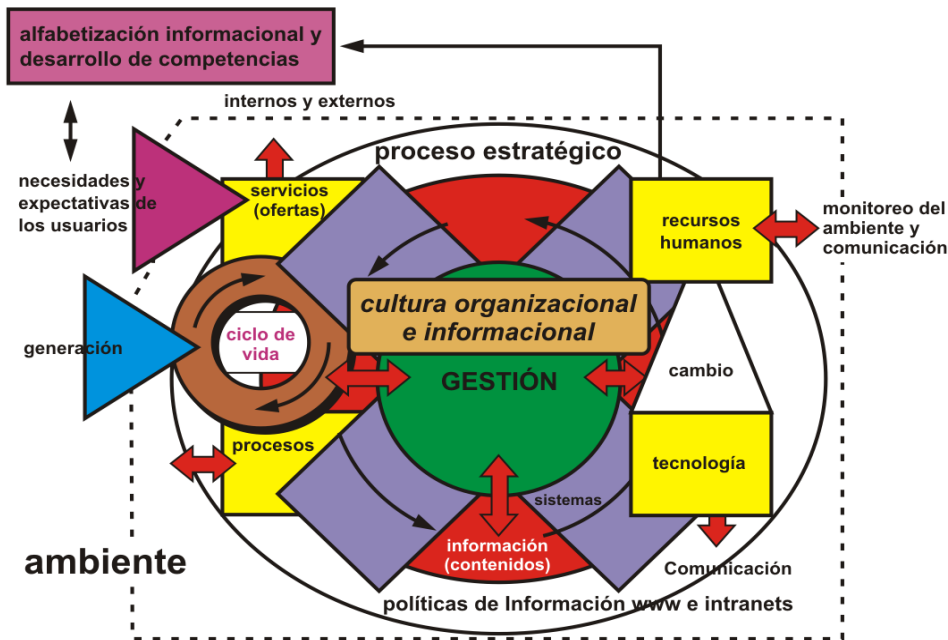 alfabetización informacional y
desarrollo de competencias
internos y externos
proceso estratégico
necesidades y
expectativas de
los usuarios
servicios
(ofertas)
recursos
humanos
monitoreo del
ambiente y
comunicación
cultura organizacional
e informacional
generación
ciclo de
vida
GESTIÓN
cambio
procesos
tecnología
sistemas
información
(contenidos)
ambiente
Comunicación
políticas de Información www e intranets